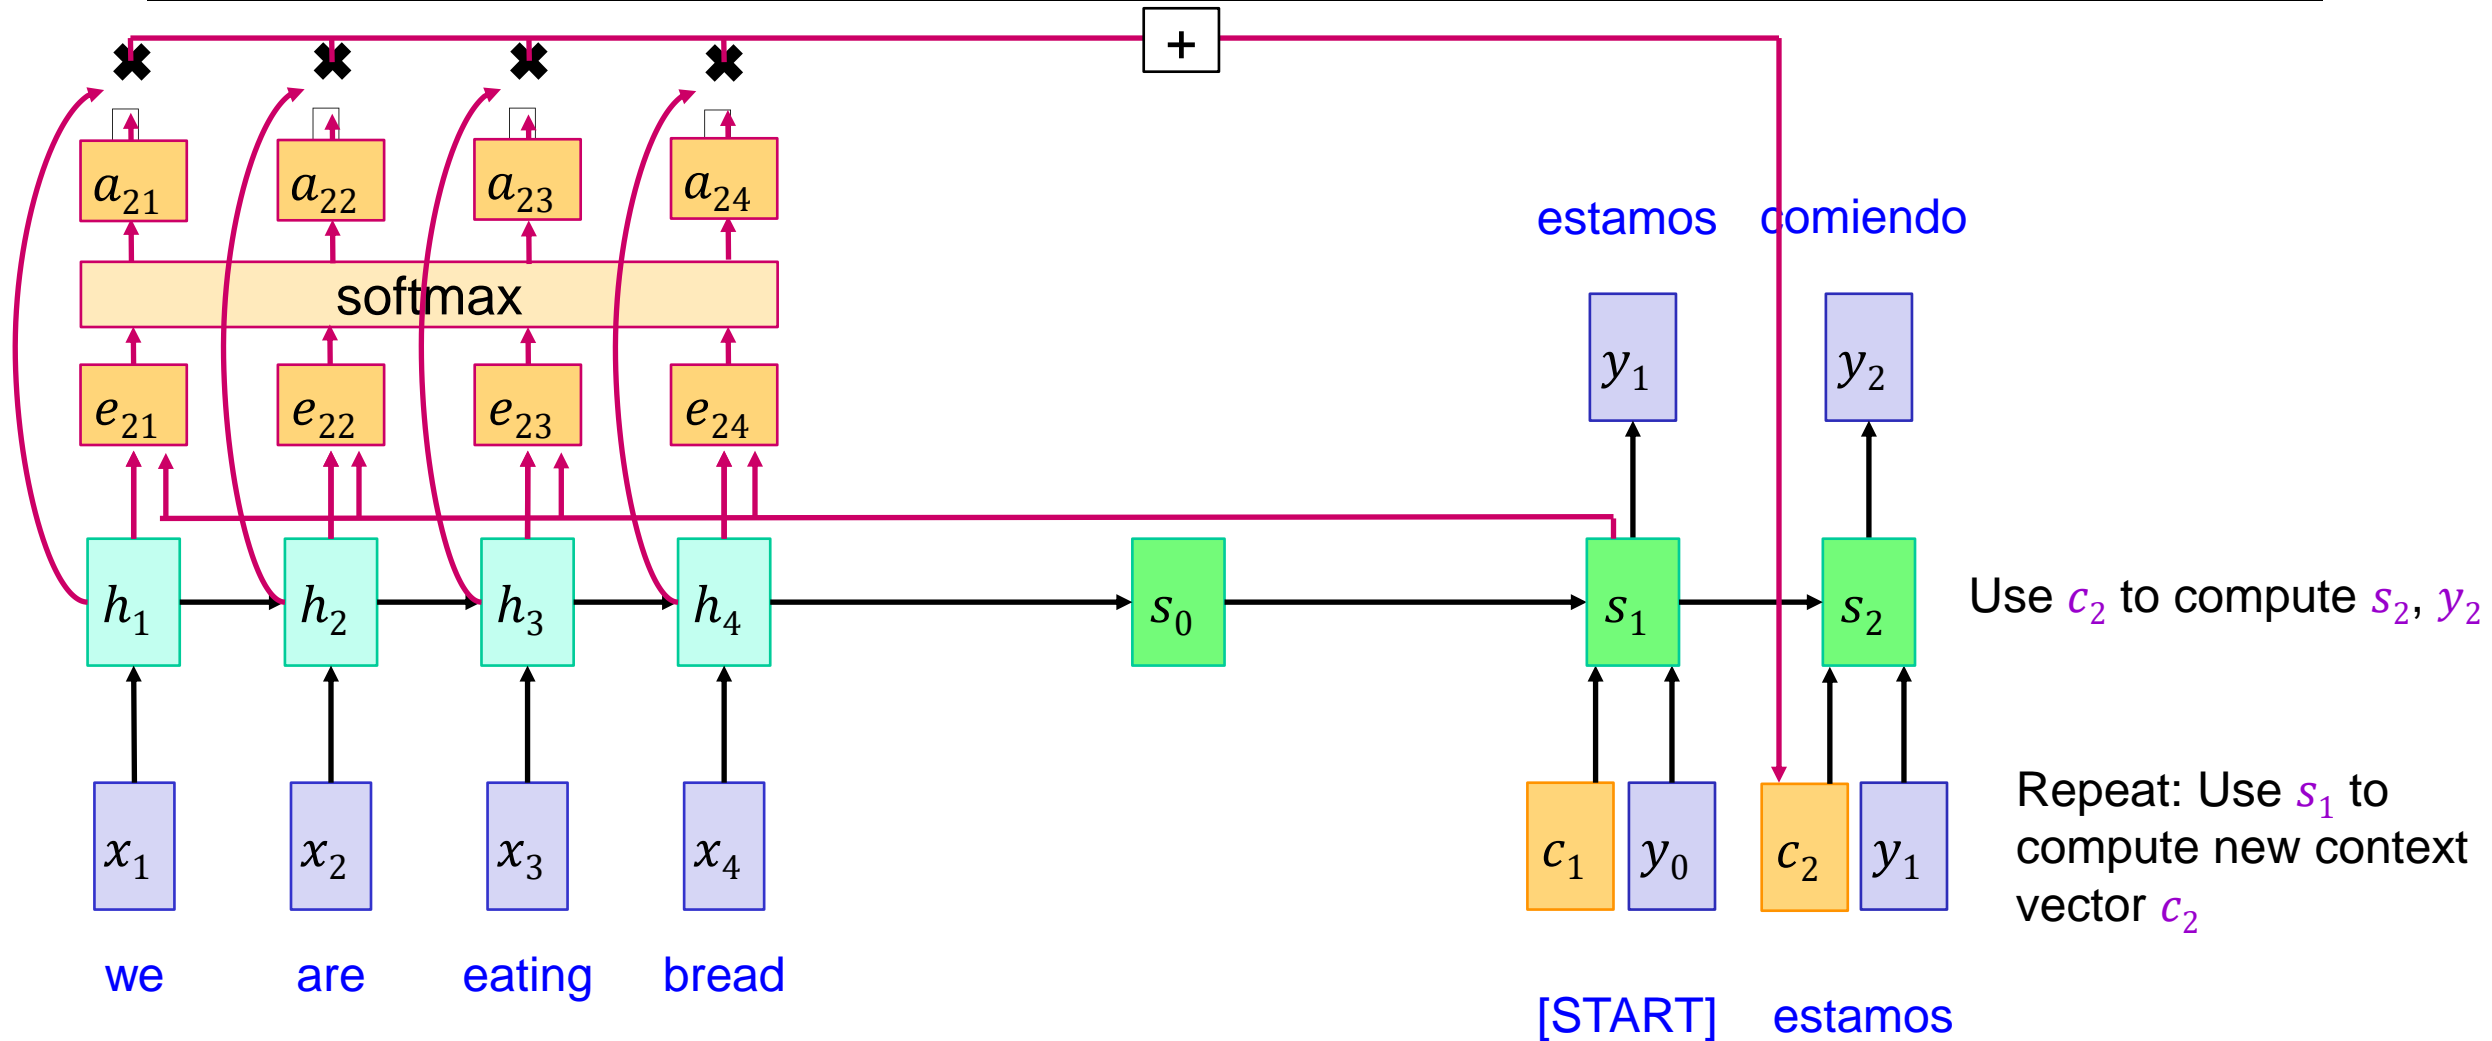 +
a₂₁ a₂₂ a₂₃ a₂₄
estamos comiendo
softmax
y₁ y₂
e₂₁ e₂₂ e₂₃ e₂₄
h₁ h₂ h₃ h₄ s₀ s₁ s₂
Use c₂ to compute s₂, y₂
x₁ x₂ x₃ x₄ c₁ y₀ c₂ y₁
Repeat: Use s₁ to
compute new context
vector c₂
we are eating bread
[START] estamos